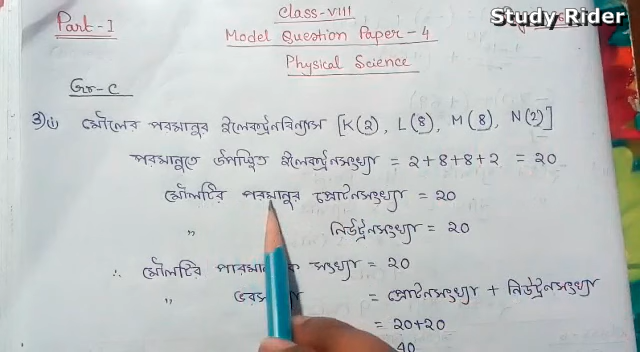 Part-I
Class-VIII
Study Rider
Model Question Paper-4
Physical Science
Gr-C
3)(i) মৌলের পরমানুর ইলেকট্রনবিন্যাস [K(2), L(8), M(8), N(2)]
পরমানুতে উপস্থিত ইলেকট্রনসংখ্যা = 2+8+8+2 = 20
মৌলটির পরমানুর প্রোটনসংখ্যা = 20
" নিউট্রনসংখ্যা = 20
∴ মৌলটির সংখ্যা = 20
" = প্রোটনসংখ্যা + নিউট্রনসংখ্যা
= 20+20
40